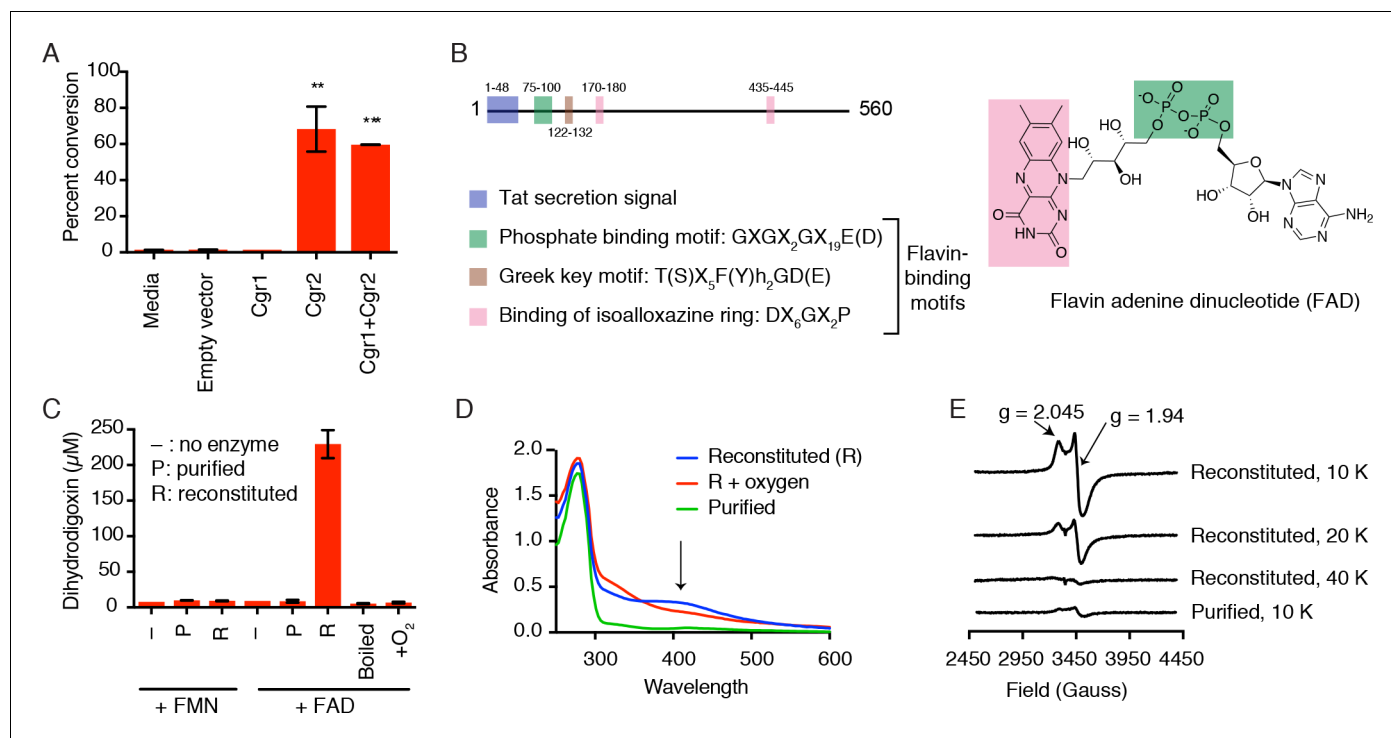 A
Percent conversion
100
80
60
40
20
0
**
***
Media
Empty vector
Cgr1
Cgr2
Cgr1+Cgr2
B
1-48
75-100
170-180
435-445
1
560
122-132
Tat secretion signal
Phosphate binding motif: GXGX₂GX₁₉E(D)
Greek key motif: T(S)X₅F(Y)h₂GD(E)
Binding of isoalloxazine ring: DX₆GX₂P
Flavin-
binding
motifs
O
O
O⁻
P
O
P
O⁻
O
O
HO
OH
OH
OH
N
N
N
N
O
NH
O
O
HO
OH
N
N
N
N
NH₂
Flavin adenine dinucleotide (FAD)
C
Dihydrodigoxin (µM)
250
200
150
100
50
0
– : no enzyme
P: purified
R: reconstituted
–
P
R
–
P
R
Boiled
+O₂
+ FMN
+ FAD
D
Absorbance
2.0
1.5
1.0
0.5
0.0
Reconstituted (R)
R + oxygen
Purified
300
400
500
600
Wavelength
E
g = 2.045
g = 1.94
Reconstituted, 10 K
Reconstituted, 20 K
Reconstituted, 40 K
Purified, 10 K
2450
2950
3450
3950
4450
Field (Gauss)